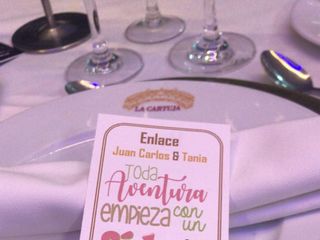 LA CARTUJA
Enlace
Juan Carlos & Tania
TODA
Aventura
EMPIEZA con
un